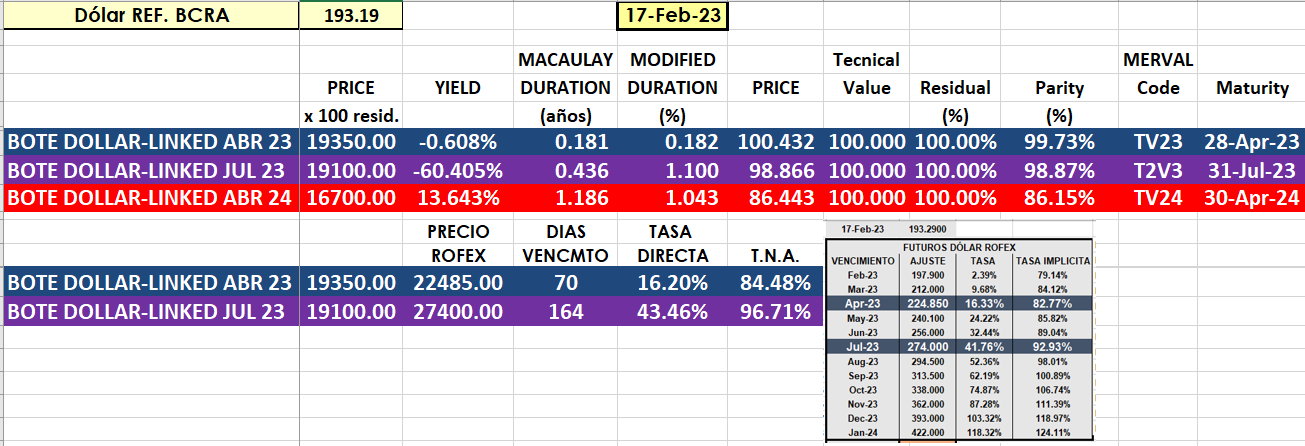 Dólar REF. BCRA 193.19 17-Feb-23
MACAULAY MODIFIED Tecnical MERVAL
PRICE YIELD DURATION DURATION PRICE Value Residual Parity Code Maturity
x 100 resid. (años) (%) (%) (%)
BOTE DOLLAR-LINKED ABR 23 19350.00 -0.608% 0.181 0.182 100.432 100.000 100.00% 99.73% TV23 28-Apr-23
BOTE DOLLAR-LINKED JUL 23 19100.00 -60.405% 0.436 1.100 98.866 100.000 100.00% 98.87% T2V3 31-Jul-23
BOTE DOLLAR-LINKED ABR 24 16700.00 13.643% 1.186 1.043 86.443 100.000 100.00% 86.15% TV24 30-Apr-24
PRECIO DIAS TASA
ROFEX VENCMTO DIRECTA T.N.A.
BOTE DOLLAR-LINKED ABR 23 19350.00 22485.00 70 16.20% 84.48%
BOTE DOLLAR-LINKED JUL 23 19100.00 27400.00 164 43.46% 96.71%
17-Feb-23 193.2900
FUTUROS DÓLAR ROFEX
VENCIMIENTO AJUSTE TASA TASA IMPLICITA
Feb-23 197.900 2.39% 79.14%
Mar-23 212.000 9.68% 84.12%
Apr-23 224.850 16.33% 82.77%
May-23 240.100 24.22% 85.82%
Jun-23 256.000 32.44% 89.04%
Jul-23 274.000 41.76% 92.93%
Aug-23 294.500 52.36% 98.01%
Sep-23 313.500 62.19% 100.89%
Oct-23 338.000 74.87% 106.74%
Nov-23 362.000 87.28% 111.39%
Dec-23 393.000 103.32% 118.97%
Jan-24 422.000 118.32% 124.11%